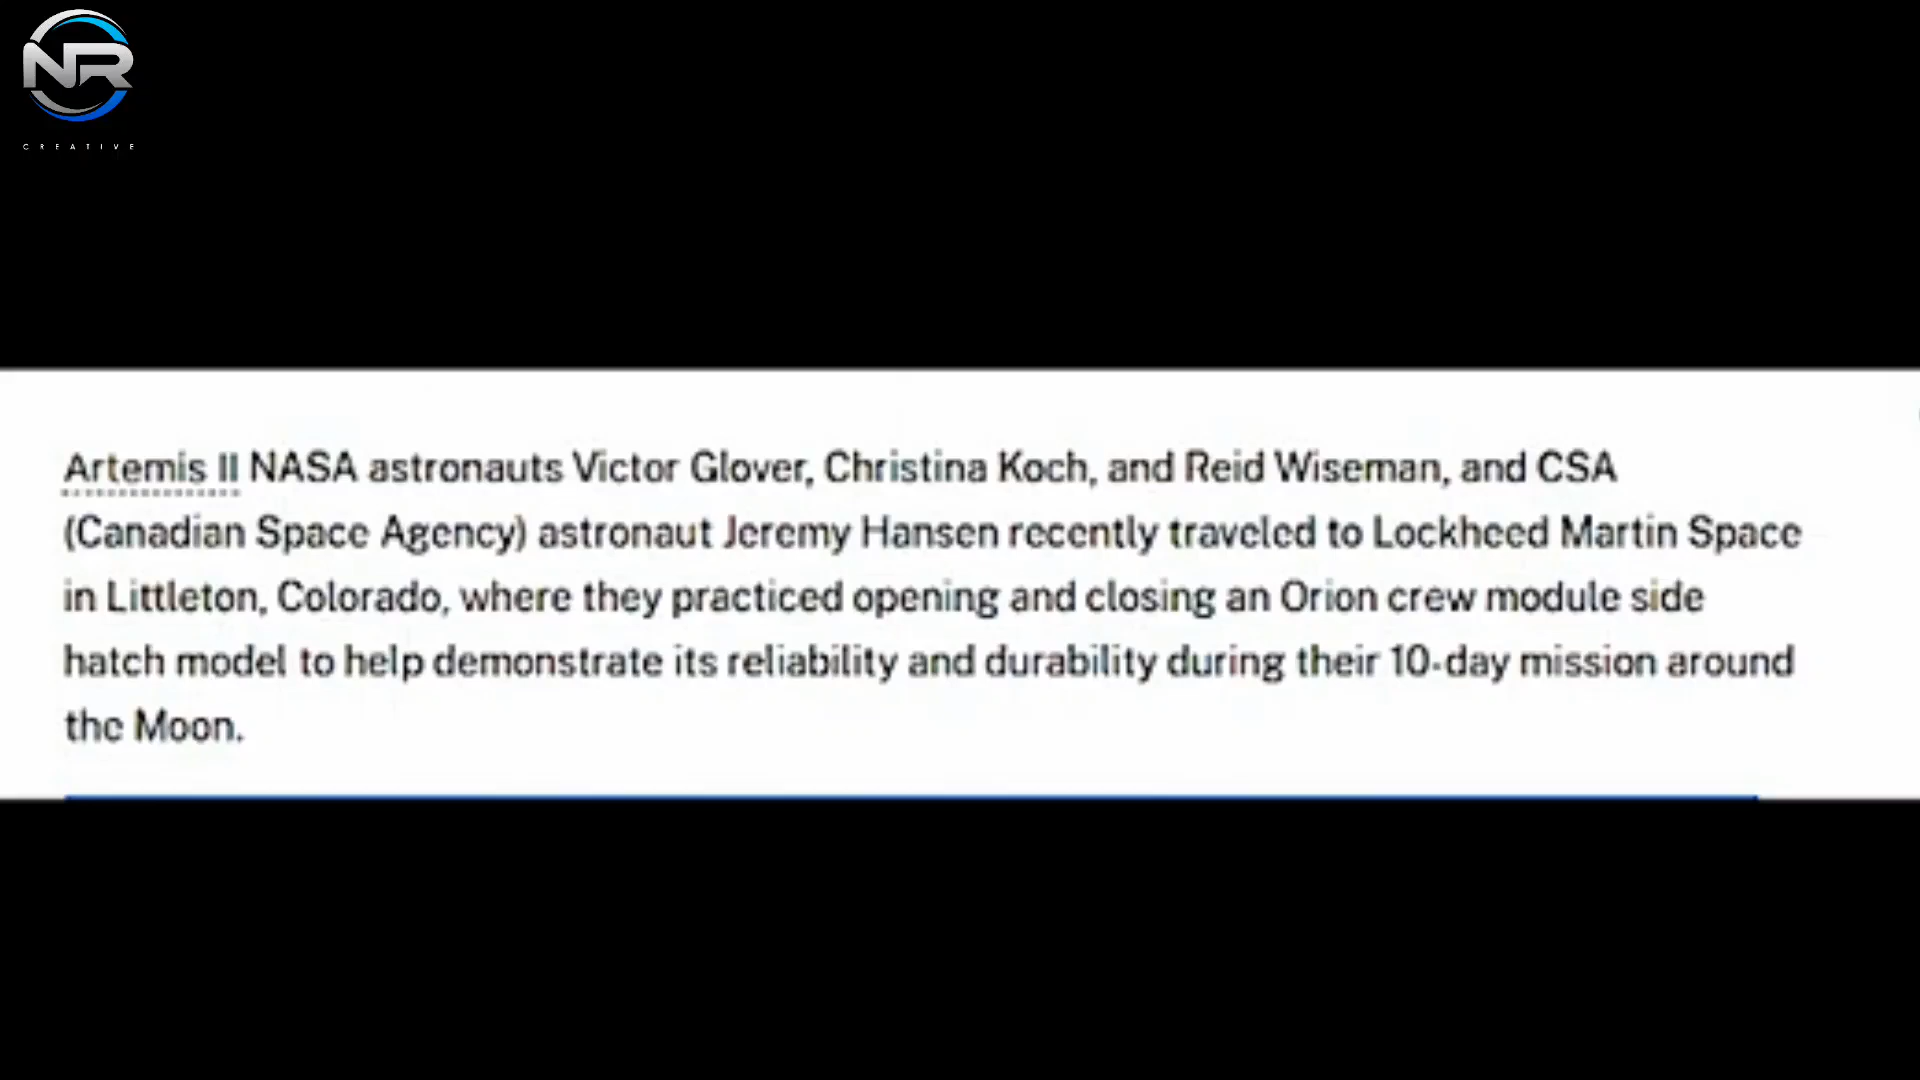 NR
CREATIVE
Artemis II NASA astronauts Victor Glover, Christina Koch, and Reid Wiseman, and CSA
(Canadian Space Agency) astronaut Jeremy Hansen recently traveled to Lockheed Martin Space
in Littleton, Colorado, where they practiced opening and closing an Orion crew module side
hatch model to help demonstrate its reliability and durability during their 10-day mission around
the Moon.